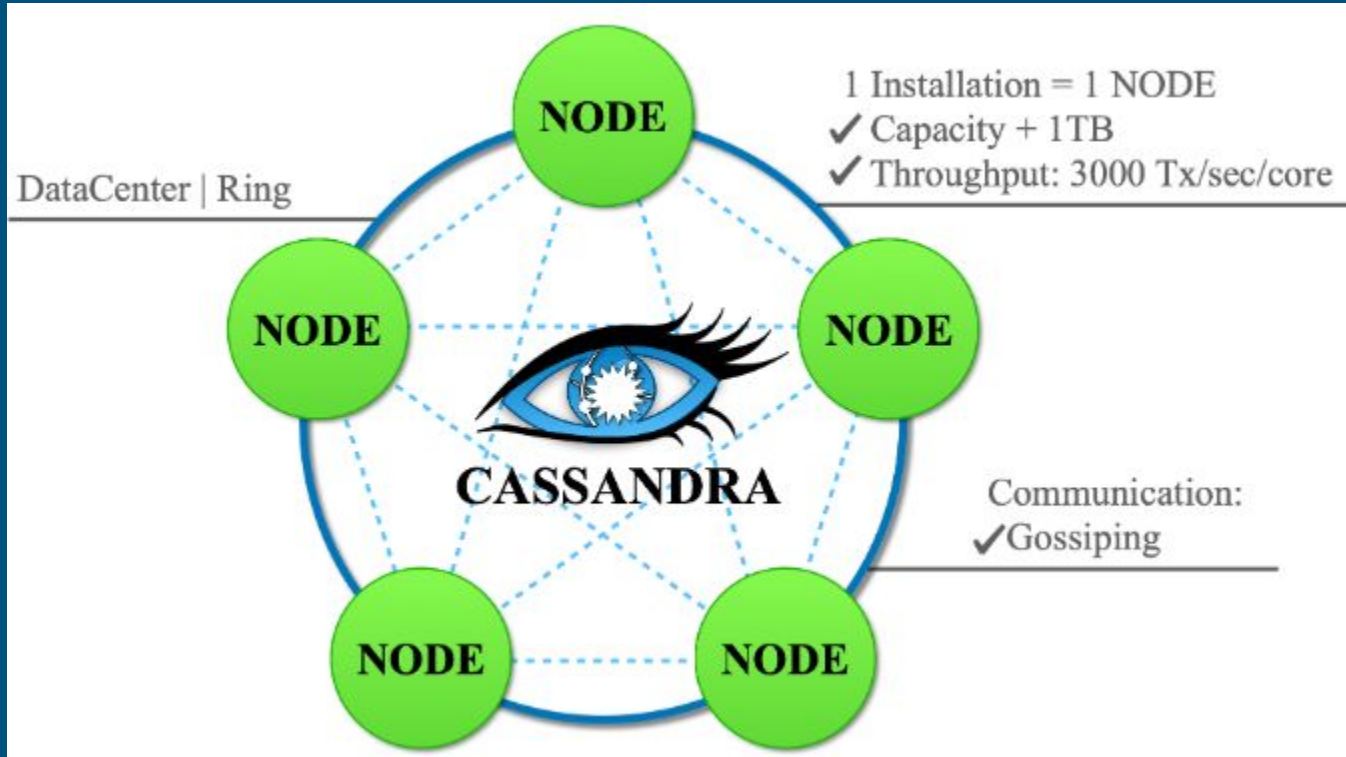 NODE
1 Installation = 1 NODE
✓ Capacity + 1TB
✓ Throughput: 3000 Tx/sec/core
DataCenter | Ring
NODE
NODE
CASSANDRA
Communication:
✓Gossiping
NODE
NODE